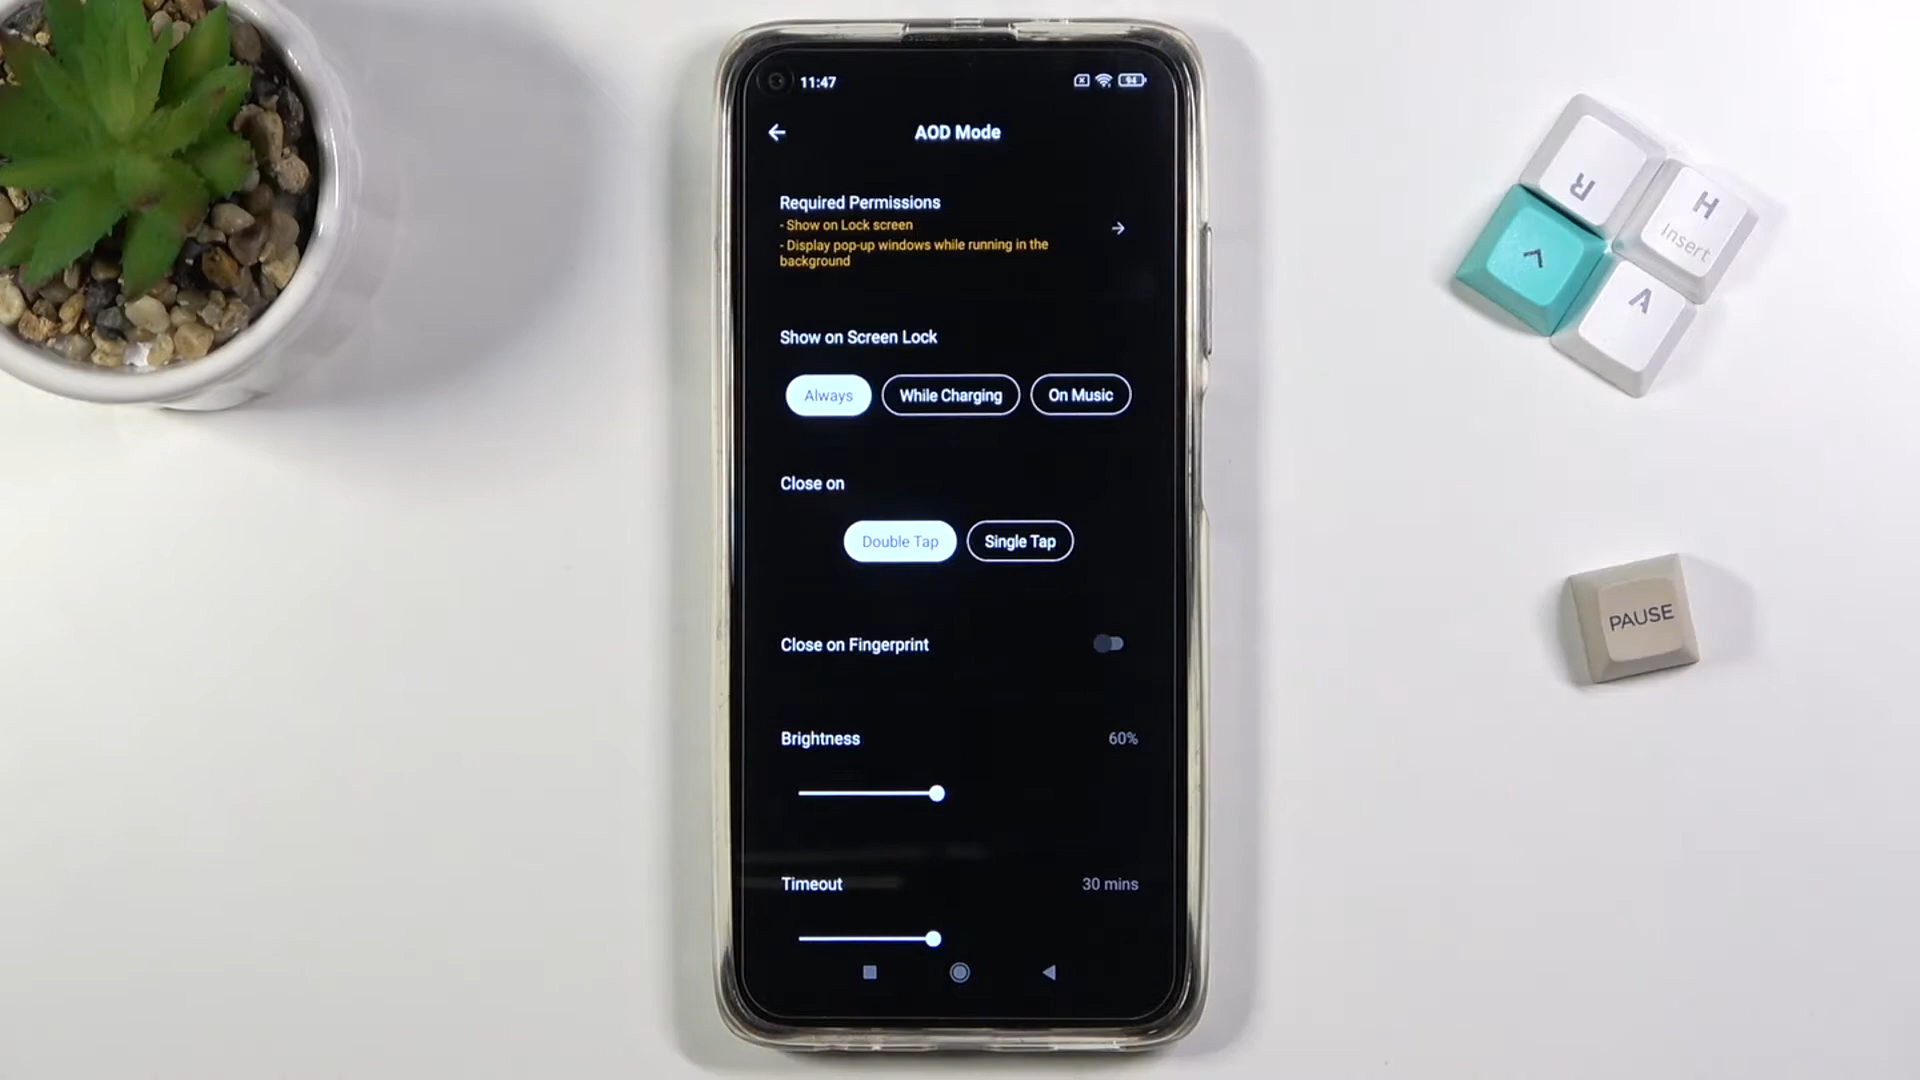 11:47
94
AOD Mode
Required Permissions
- Show on Lock screen
- Display pop-up windows while running in the
background
Show on Screen Lock
Always
While Charging
On Music
Close on
Double Tap
Single Tap
Close on Fingerprint
Brightness
60%
Timeout
30 mins
R
H
Insert
A
PAUSE